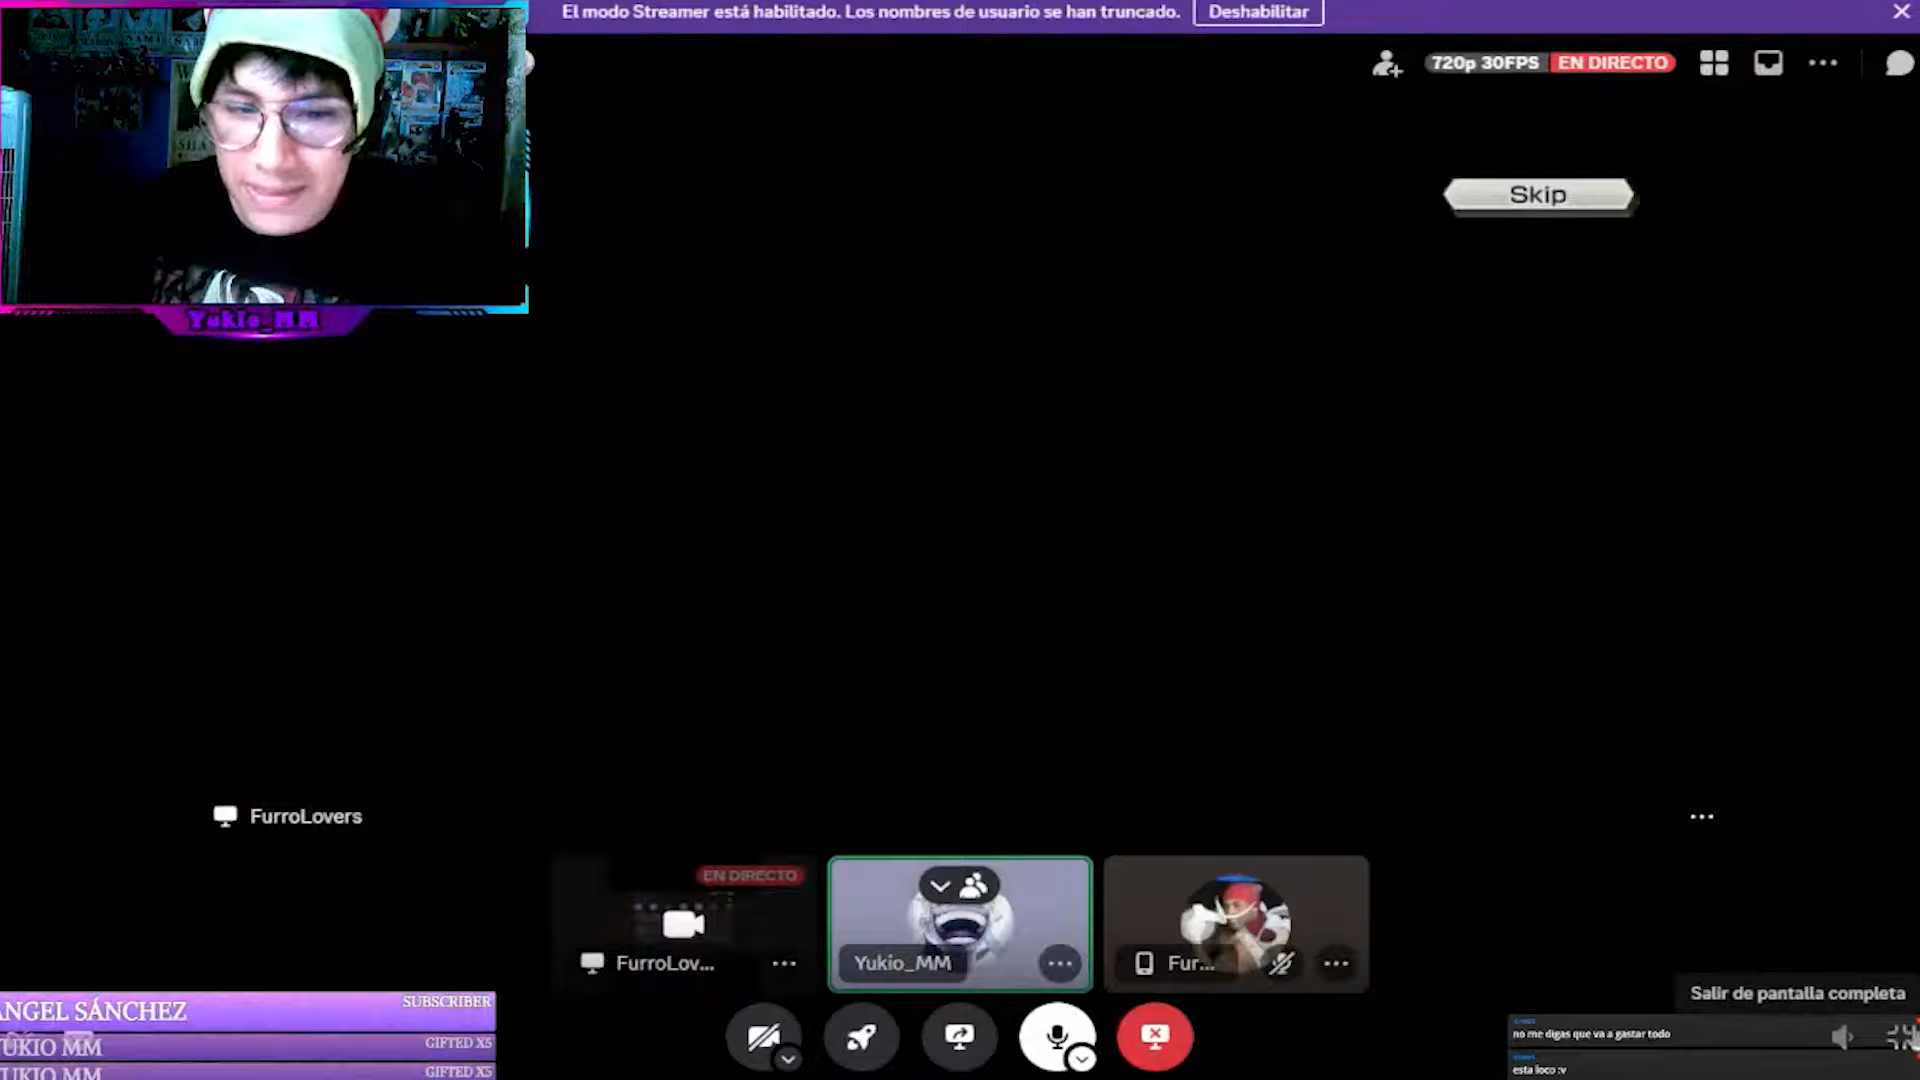 El modo Streamer está habilitado. Los nombres de usuario se han truncado.
Deshabilitar
720p 30FPS
EN DIRECTO
Skip
Yukio_MM
FurroLovers
EN DIRECTO
FurroLov...
Yukio_MM
Fur...
ANGEL SÁNCHEZ
SUBSCRIBER
UKIO MM
GIFTED X5
UKIO MM
GIFTED X5
Salir de pantalla completa
no me digas que va a gastar todo
esta loco :v